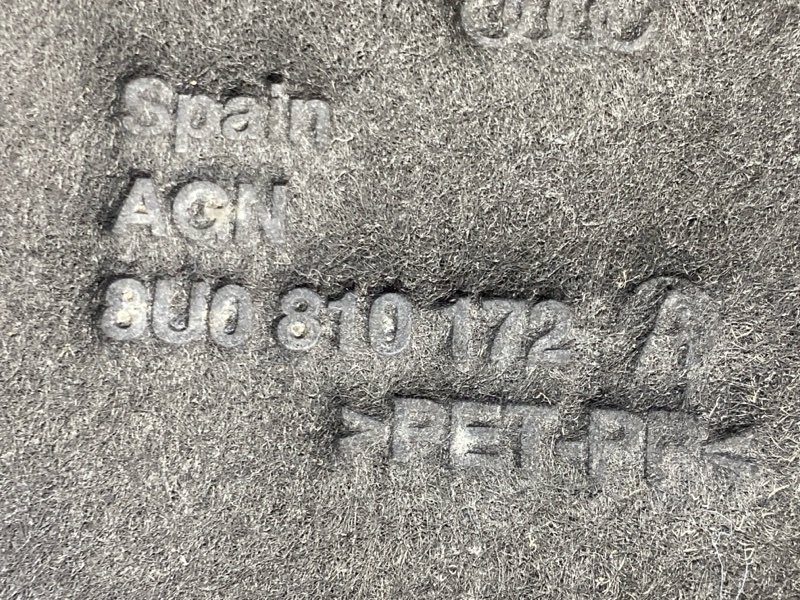 Spain
AGN
8U0 810 172 A
>PET-PP<